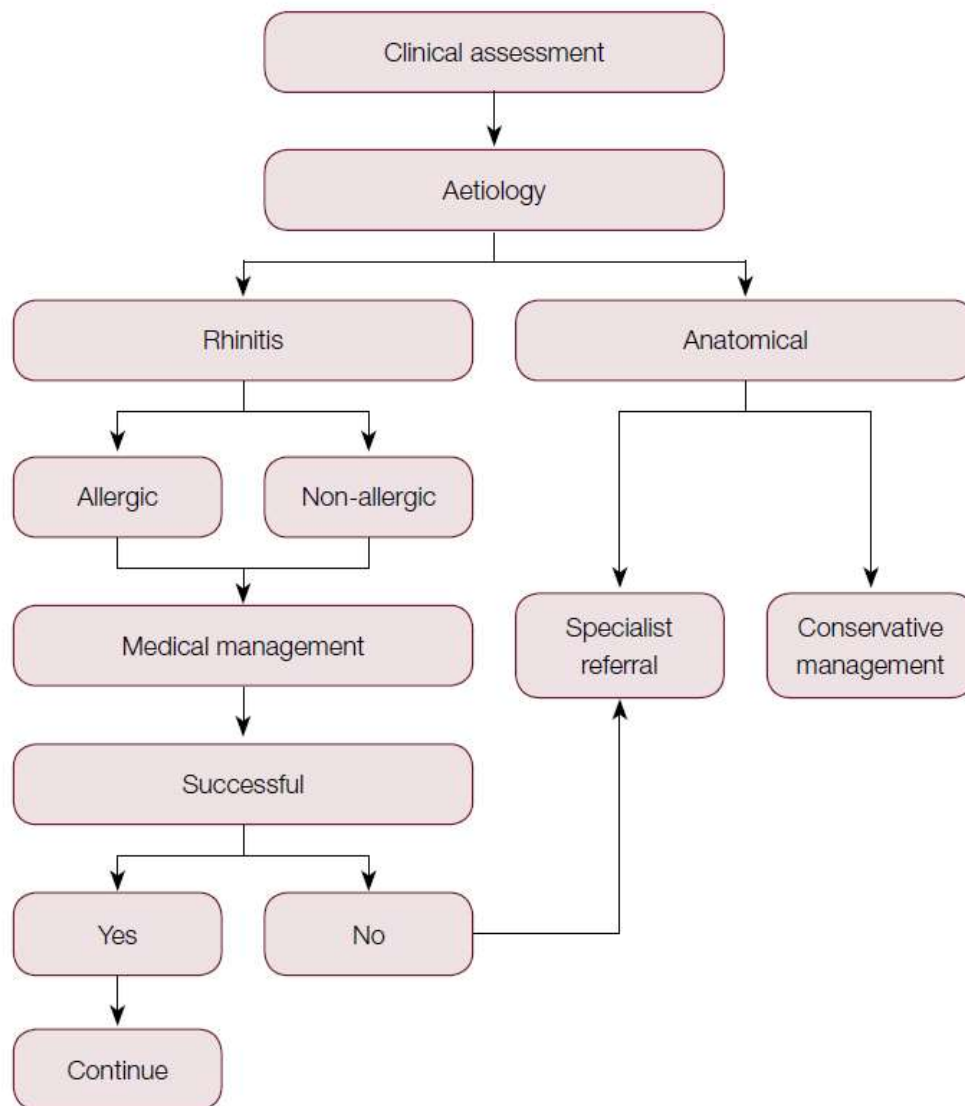 Clinical assessment
Aetiology
Rhinitis
Anatomical
Allergic
Non-allergic
Medical management
Specialist
referral
Conservative
management
Successful
Yes
No
Continue